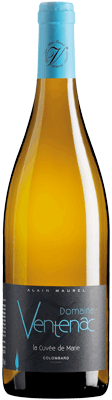 ALAIN MAUREL
Domaine
Ventenac
la Cuvée de Marie
COLOMBARD